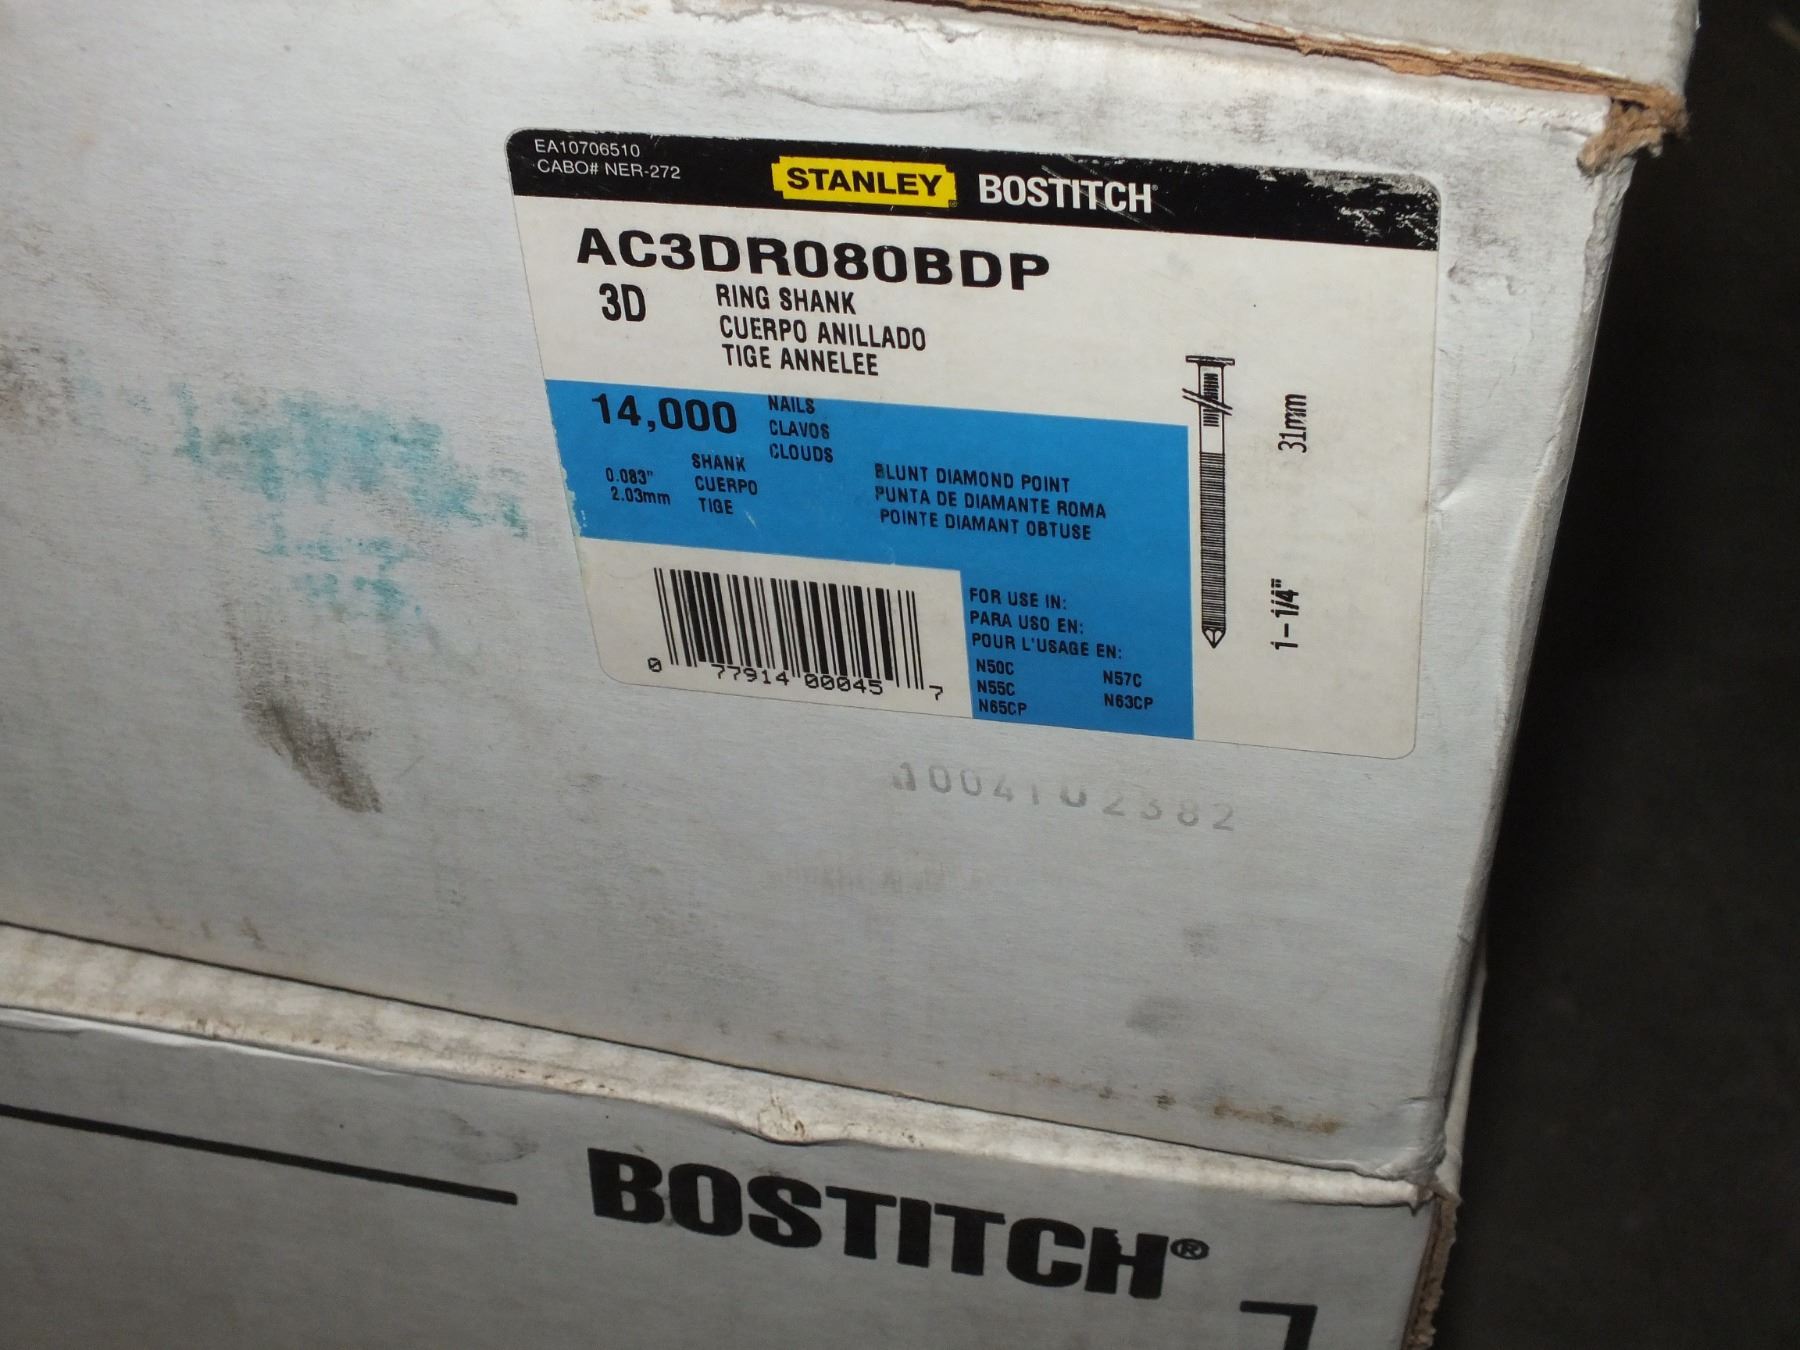 EA10706510
CABO# NER-272
STANLEY BOSTITCH
AC3DR080BDP
3D
RING SHANK
CUERPO ANILLADO
TIGE ANNELEE
14,000
NAILS
CLAVOS
CLOUDS
0.083"
2.03mm
SHANK
CUERPO
TIGE
BLUNT DIAMOND POINT
PUNTA DE DIAMANTE ROMA
POINTE DIAMANT OBTUSE
31mm
1-1/4"
0 77914 00045 7
FOR USE IN:
PARA USO EN:
POUR L'USAGE EN:
N50C N57C
N55C N63CP
N65CP
BOSTITCH®